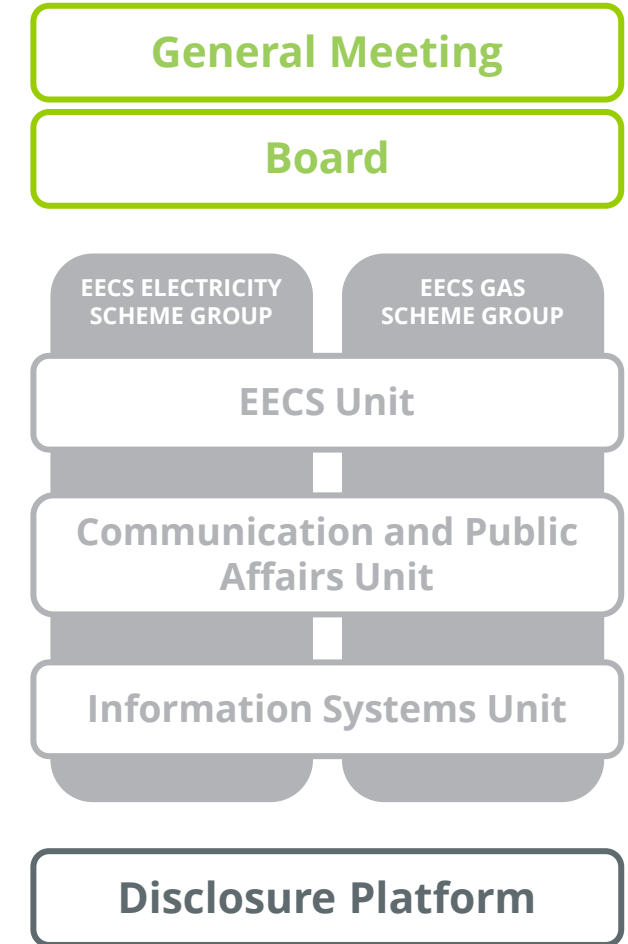 General Meeting
Board
EECS ELECTRICITY
SCHEME GROUP
EECS GAS
SCHEME GROUP
EECS Unit
Communication and Public
Affairs Unit
Information Systems Unit
Disclosure Platform